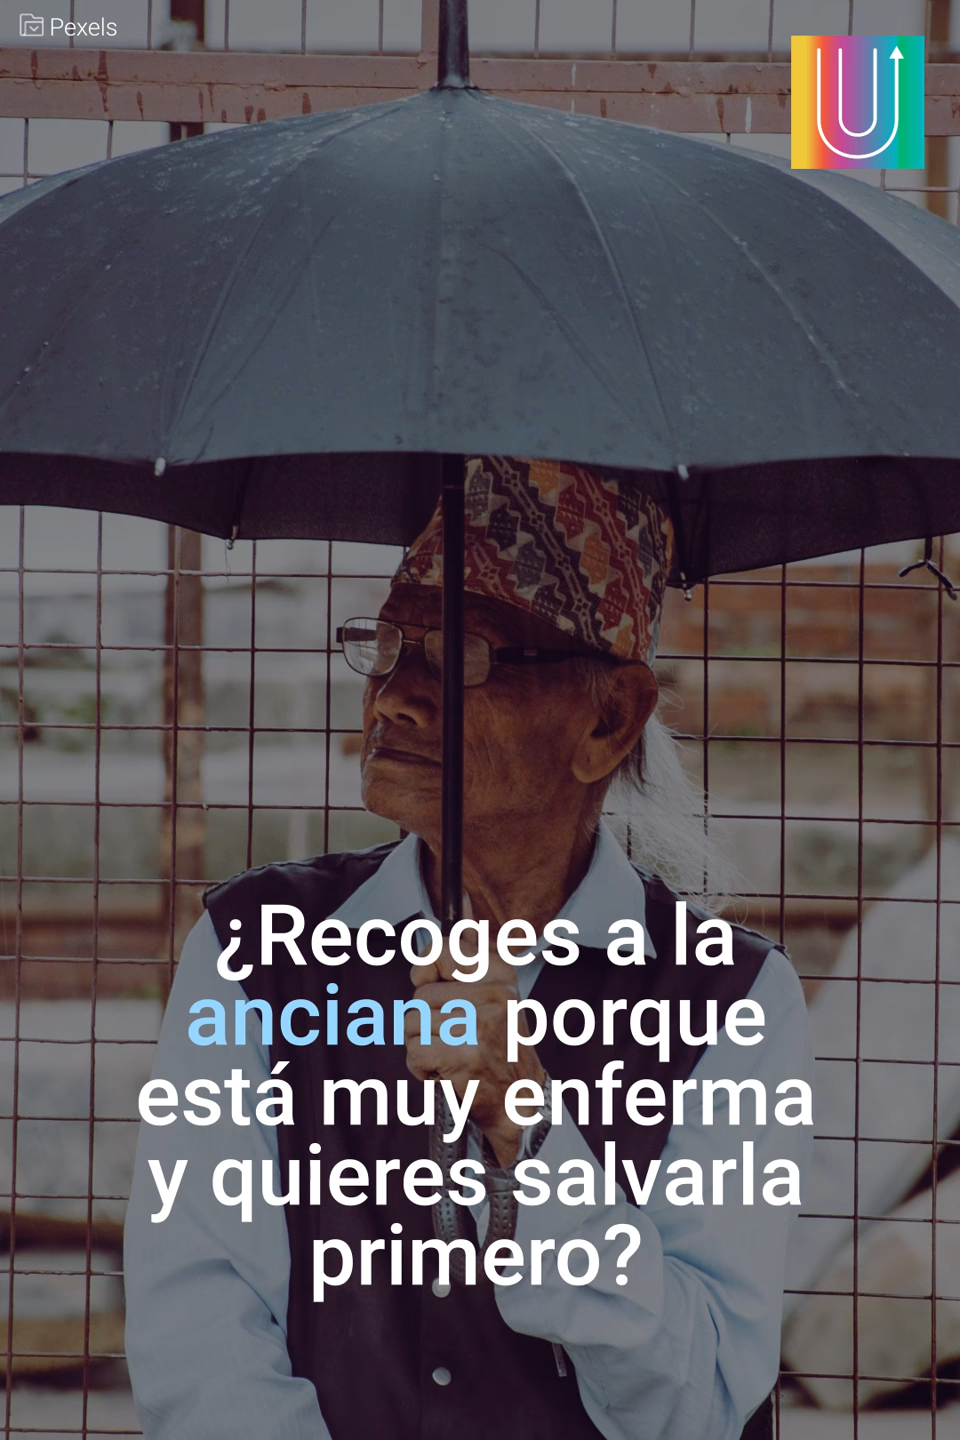 Pexels
¿Recoges a la
anciana porque
está muy enferma
y quieres salvarla
primero?